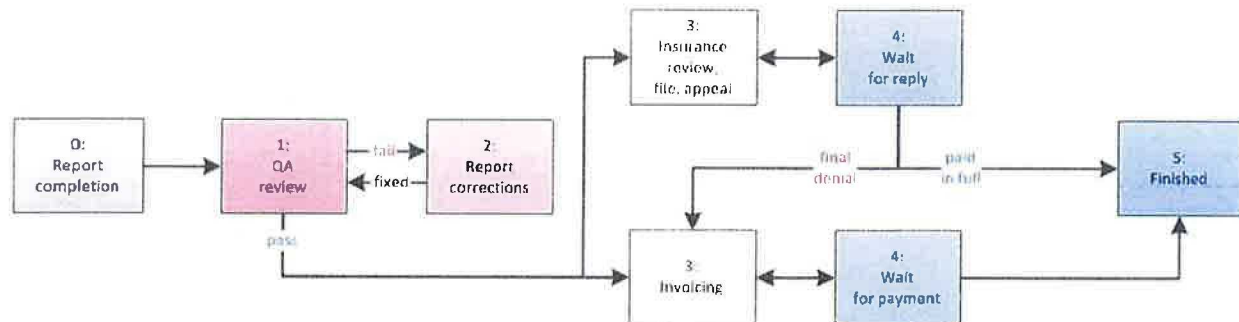 0:
Report
completion
1:
QA
review
fail
fixed
2:
Report
corrections
pass
3:
Insurance
review,
file, appeal
4:
Wait
for reply
final
denial
paid
in full
3:
Invoicing
4:
Wait
for payment
5:
Finished